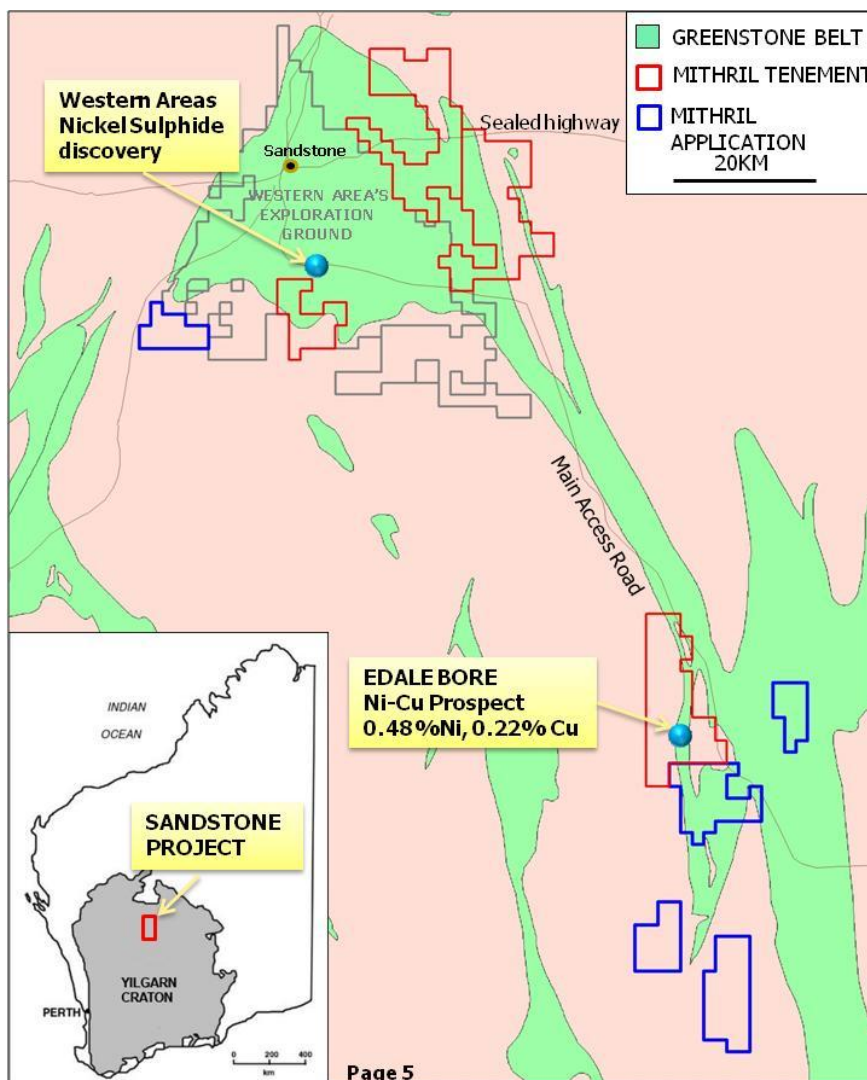 GREENSTONE BELT
MITHRIL TENEMENT
MITHRIL
APPLICATION
20KM
Western Areas
Nickel Sulphide
discovery
Sealed highway
Sandstone
WESTERN AREA'S
EXPLORATION
GROUND
Main Access Road
EDALE BORE
Ni-Cu Prospect
0.48%Ni, 0.22% Cu
INDIAN
OCEAN
SANDSTONE
PROJECT
YILGARN
CRATON
PERTH
0 200 400
km
Page 5